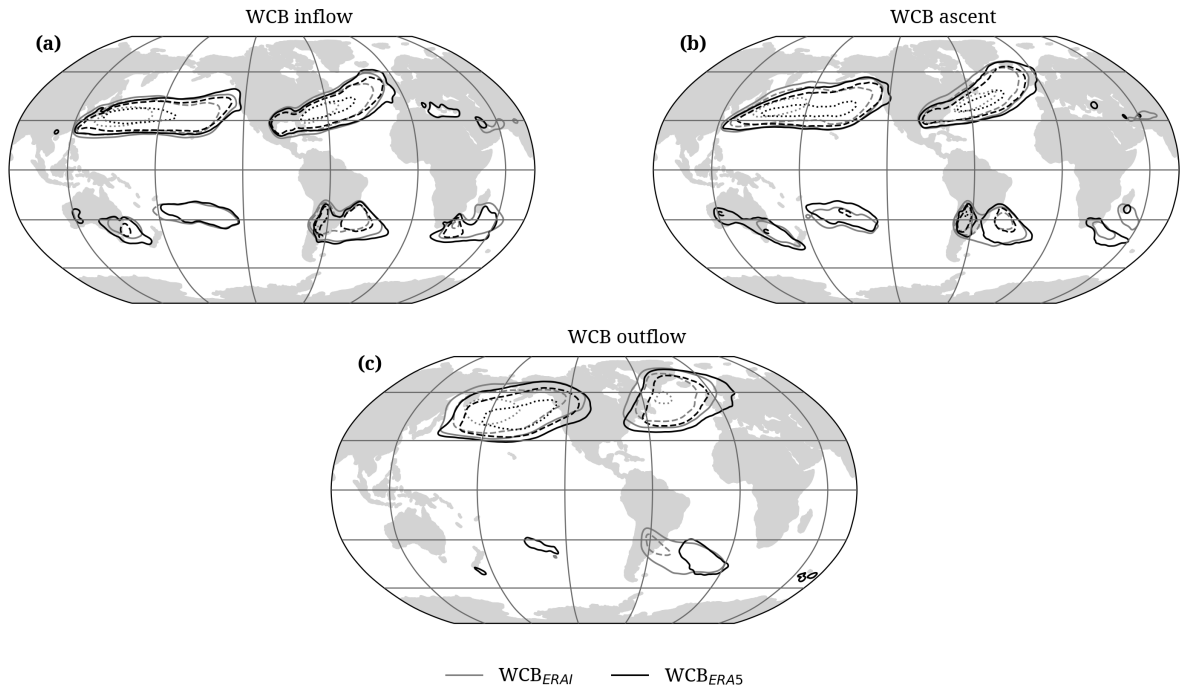 WCB inflow
WCB ascent
(a)
(b)
WCB outflow
(c)
WCB_ERAI WCB_ERA5